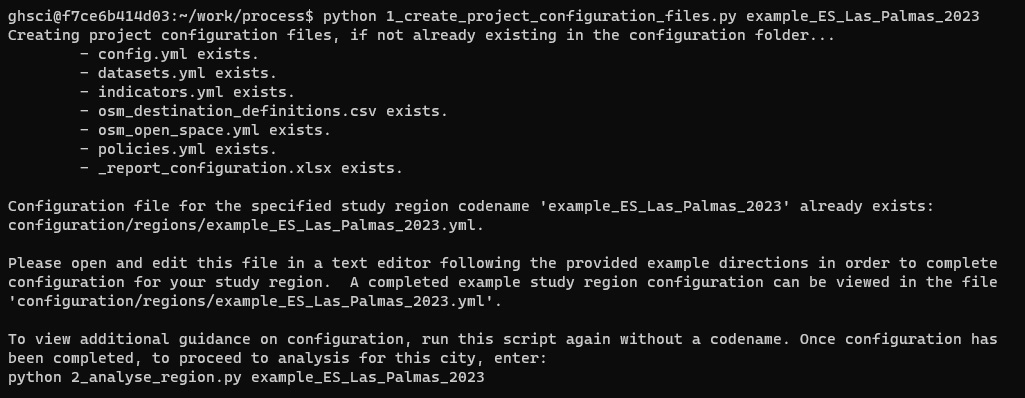 ghsci@f7ce6b414d03:~/work/process$ python 1_create_project_configuration_files.py example_ES_Las_Palmas_2023
Creating project configuration files, if not already existing in the configuration folder...
        - config.yml exists.
        - datasets.yml exists.
        - indicators.yml exists.
        - osm_destination_definitions.csv exists.
        - osm_open_space.yml exists.
        - policies.yml exists.
        - _report_configuration.xlsx exists.

Configuration file for the specified study region codename 'example_ES_Las_Palmas_2023' already exists:
configuration/regions/example_ES_Las_Palmas_2023.yml.

Please open and edit this file in a text editor following the provided example directions in order to complete
configuration for your study region.  A completed example study region configuration can be viewed in the file
'configuration/regions/example_ES_Las_Palmas_2023.yml'.

To view additional guidance on configuration, run this script again without a codename. Once configuration has
been completed, to proceed to analysis for this city, enter:
python 2_analyse_region.py example_ES_Las_Palmas_2023